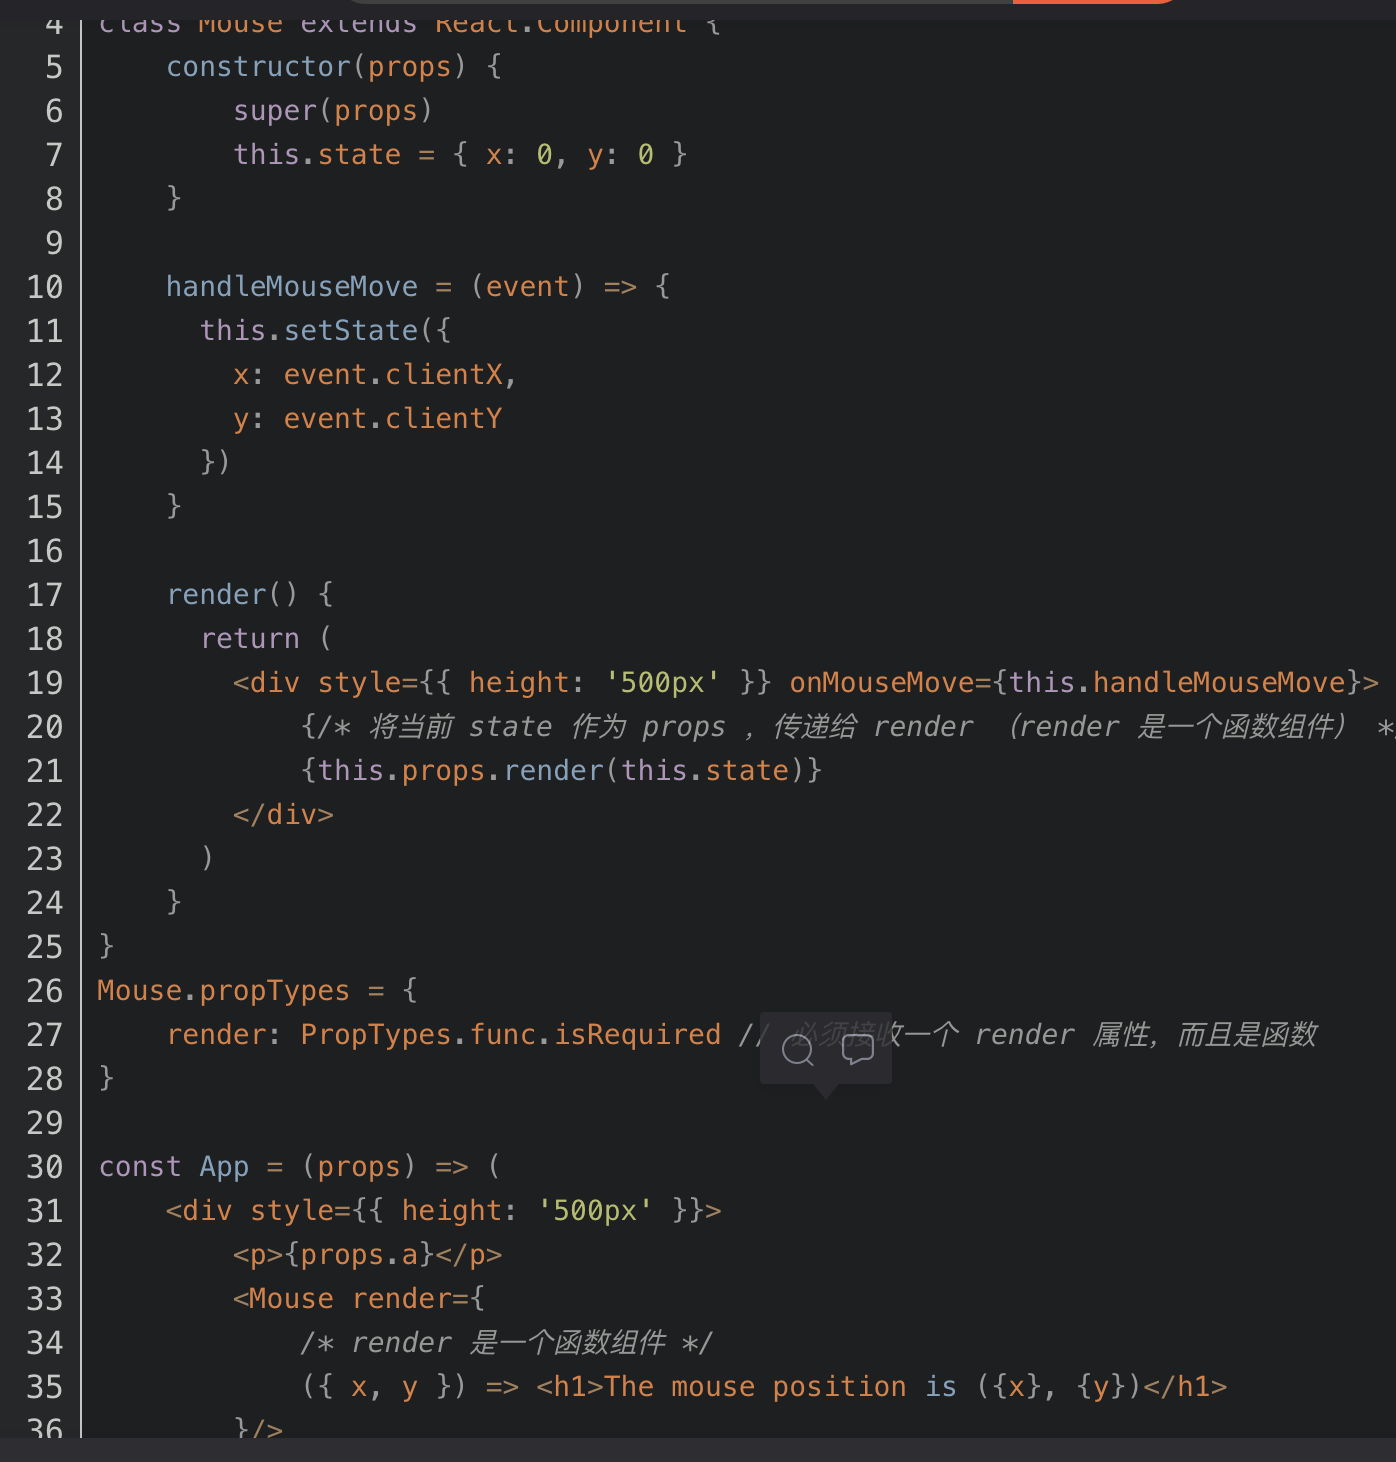 4 class Mouse extends React.Component {
5     constructor(props) {
6         super(props)
7         this.state = { x: 0, y: 0 }
8     }
9
10     handleMouseMove = (event) => {
11       this.setState({
12         x: event.clientX,
13         y: event.clientY
14       })
15     }
16
17     render() {
18       return (
19         <div style={{ height: '500px' }} onMouseMove={this.handleMouseMove}>
20             {/* 将当前 state 作为 props ，传递给 render （render 是一个函数组件） */
21             {this.props.render(this.state)}
22         </div>
23       )
24     }
25 }
26 Mouse.propTypes = {
27     render: PropTypes.func.isRequired // 必须接收一个 render 属性，而且是函数
28 }
29
30 const App = (props) => (
31     <div style={{ height: '500px' }}>
32         <p>{props.a}</p>
33         <Mouse render={
34             /* render 是一个函数组件 */
35             ({ x, y }) => <h1>The mouse position is ({x}, {y})</h1>
36         }/>